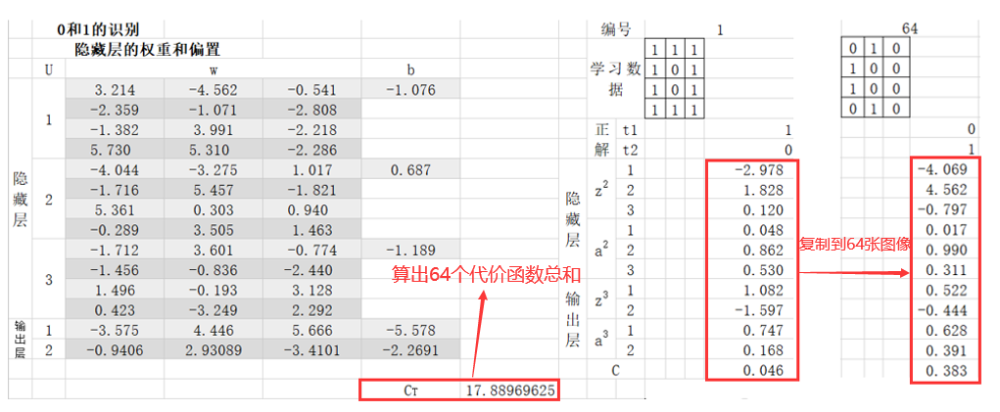 0和1的识别 编号 1 64
隐藏层的权重和偏置
学习数据
1 1 1 0 1 0
U w b 1 0 1 1 0 0
3.214 -4.562 -0.541 -1.076 1 0 1 1 0 0
1 -2.359 -1.071 -2.808 1 1 1 0 1 0
-1.382 3.991 -2.218 正解 t1 1 0
5.730 5.310 -2.286 t2 0 1
隐藏层 2 -4.044 -3.275 1.017 0.687 隐藏层 z² 1 -2.978 -4.069
-1.716 5.457 -1.821 2 1.828 4.562
5.361 0.303 0.940 3 0.120 -0.797
-0.289 3.505 1.463 a² 1 0.048 0.017
3 -1.712 3.601 -0.774 -1.189 2 0.862 复制到64张图像 0.990
-1.456 -0.836 -2.440 算出64个代价函数总和 3 0.530 0.311
1.496 -0.193 3.128 输出层 z³ 1 1.082 0.522
0.423 -3.249 2.292 2 -1.597 -0.444
输出层 1 -3.575 4.446 5.666 -5.578 a³ 1 0.747 0.628
2 -0.9406 2.93089 -3.4101 -2.2691 2 0.168 0.391
C 0.046 0.383
CT 17.88969625